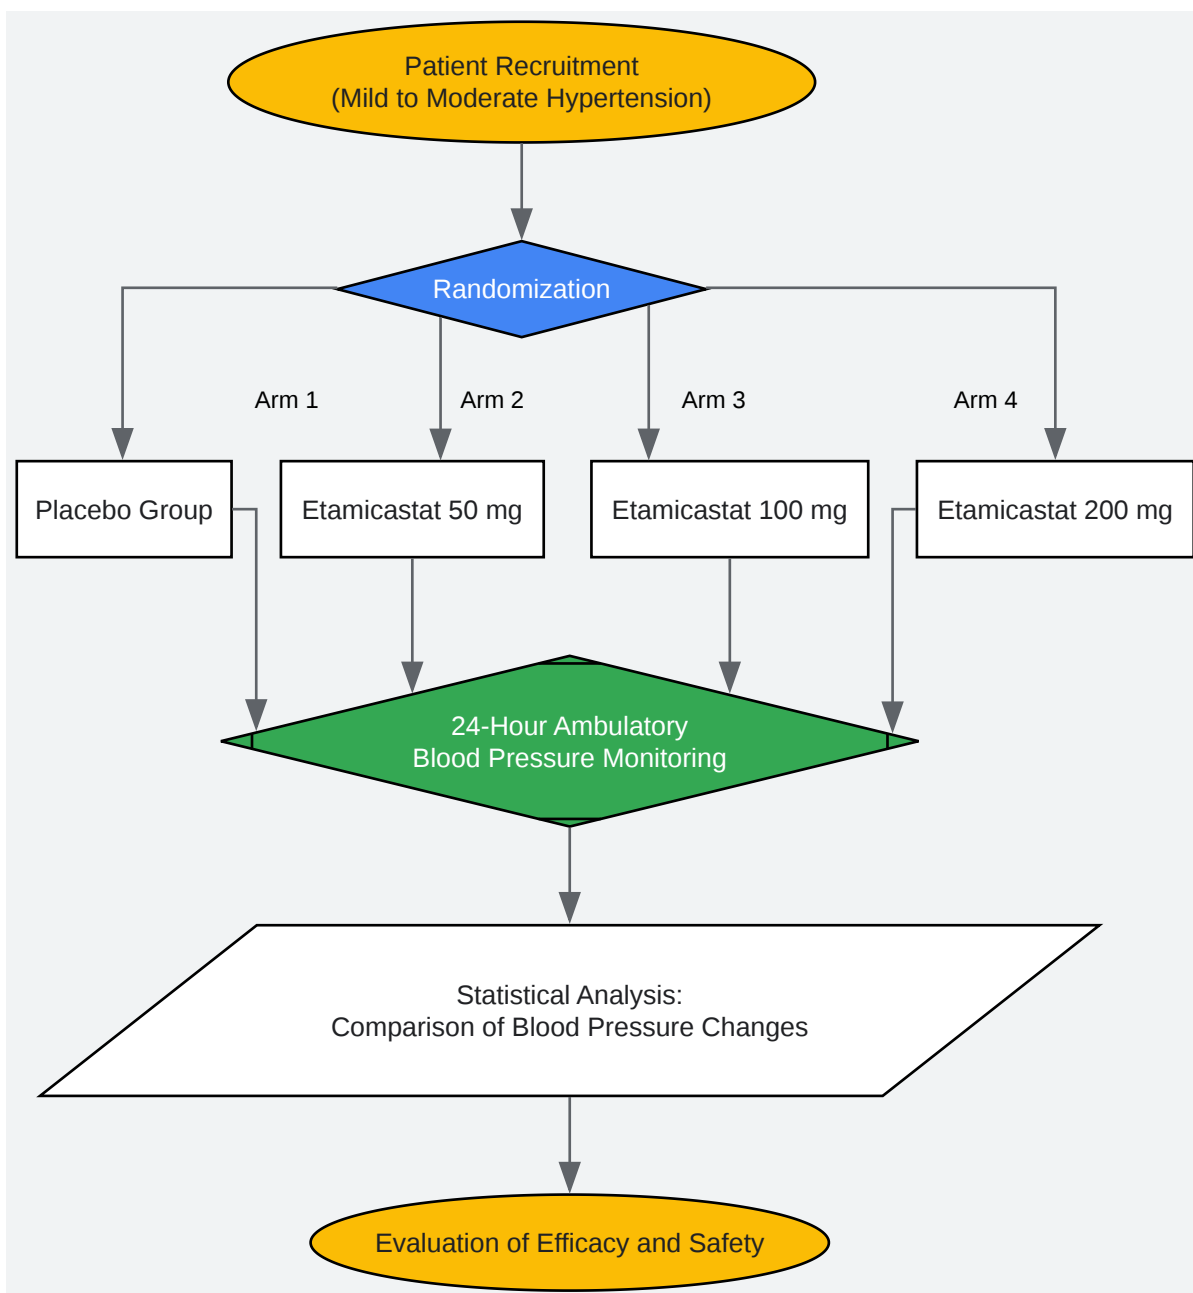 Patient Recruitment
(Mild to Moderate Hypertension)
Randomization
Arm 1
Arm 2
Arm 3
Arm 4
Placebo Group
Etamicastat 50 mg
Etamicastat 100 mg
Etamicastat 200 mg
24-Hour Ambulatory
Blood Pressure Monitoring
Statistical Analysis:
Comparison of Blood Pressure Changes
Evaluation of Efficacy and Safety